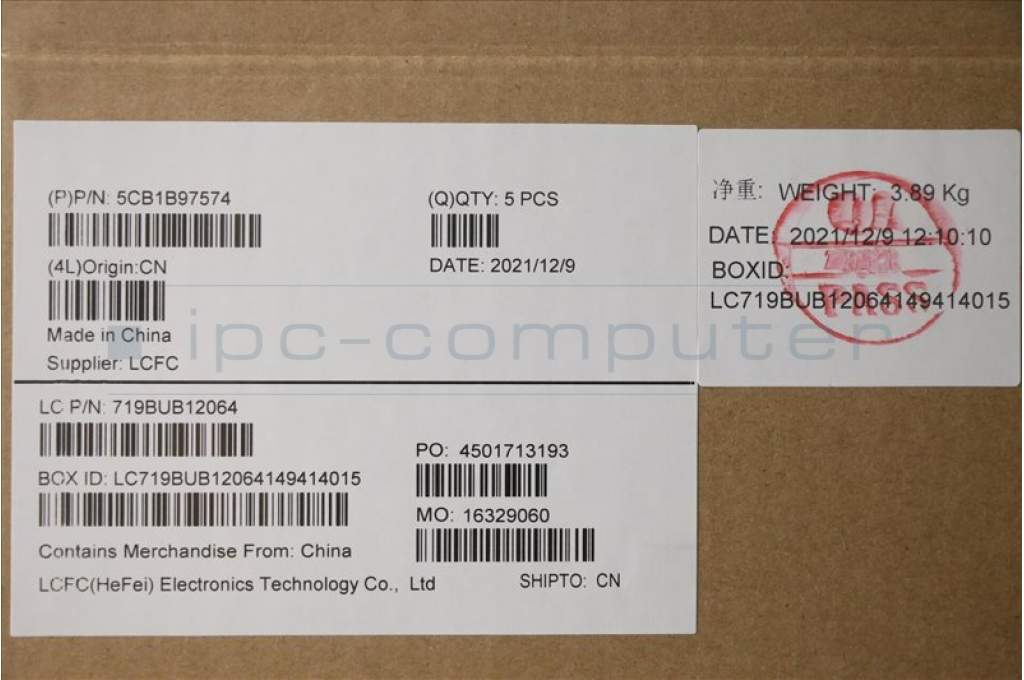 (P)P/N: 5CB1B97574
(Q)QTY: 5 PCS
(4L)Origin:CN
DATE: 2021/12/9
Made in China
Supplier: LCFC
净重: WEIGHT: 3.89 Kg
DATE: 2021/12/9 12:10:10
BOXID:
LC719BUB12064149414015
QA
PASS
ipc-computer
LC P/N: 719BUB12064
PO: 4501713193
BOX ID: LC719BUB12064149414015
MO: 16329060
Contains Merchandise From: China
LCFC(HeFei) Electronics Technology Co., Ltd
SHIPTO: CN